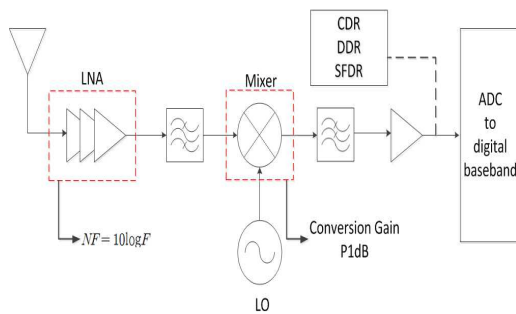 CDR
DDR
SFDR
LNA
Mixer
ADC
to
digital
baseband
NF = 10logF
Conversion Gain
P1dB
LO